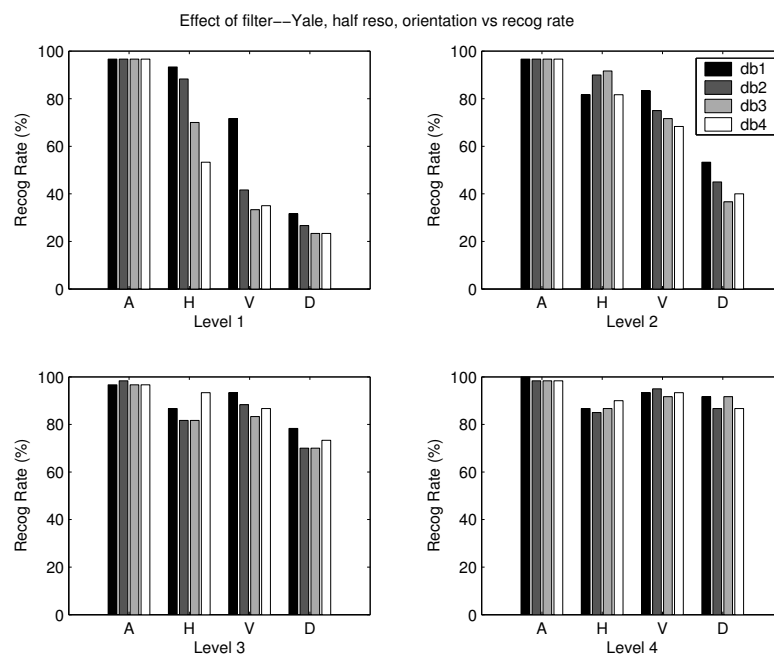 Effect of filter−−Yale, half reso, orientation vs recog rate
100
80
60
40
20
0
Recog Rate (%)
A H V D
Level 1
100
80
60
40
20
0
Recog Rate (%)
A H V D
Level 2
db1
db2
db3
db4
100
80
60
40
20
0
Recog Rate (%)
A H V D
Level 3
100
80
60
40
20
0
Recog Rate (%)
A H V D
Level 4